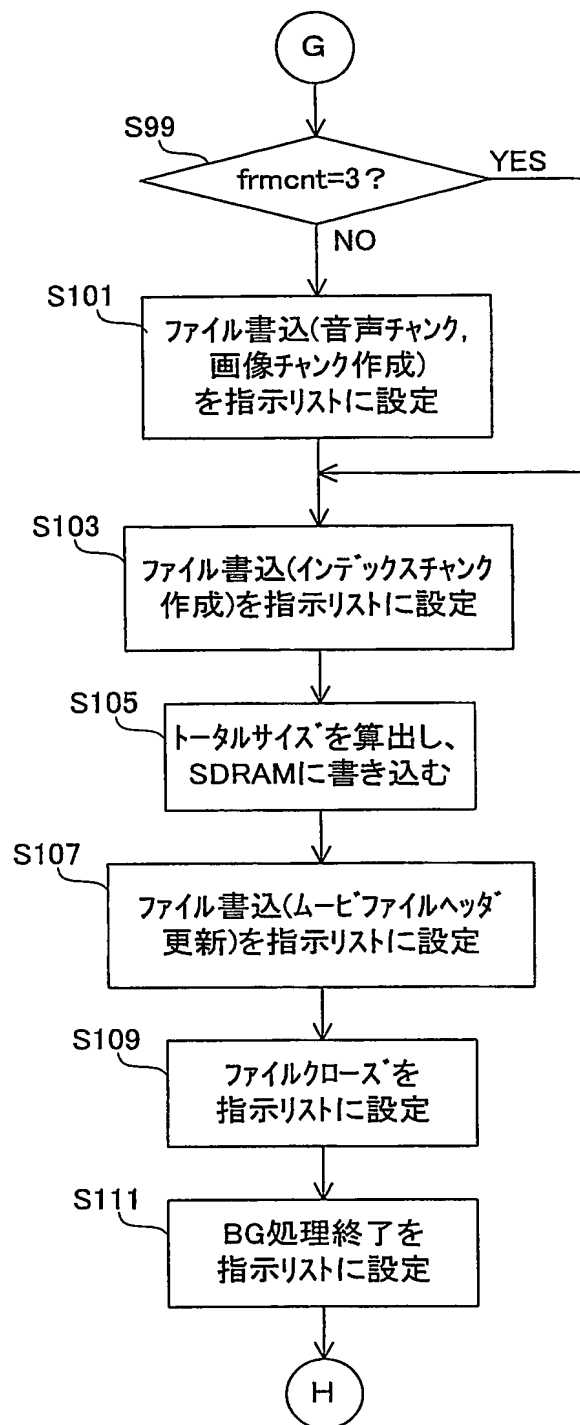 G
S99
frmcnt=3？
YES
NO
S101
ファイル書込(音声チャンク,
画像チャンク作成)
を指示リストに設定
S103
ファイル書込(インデックスチャンク
作成)を指示リストに設定
S105
トータルサイズを算出し、
SDRAMに書き込む
S107
ファイル書込(ムービファイルヘッダ
更新)を指示リストに設定
S109
ファイルクローズを
指示リストに設定
S111
BG処理終了を
指示リストに設定
H